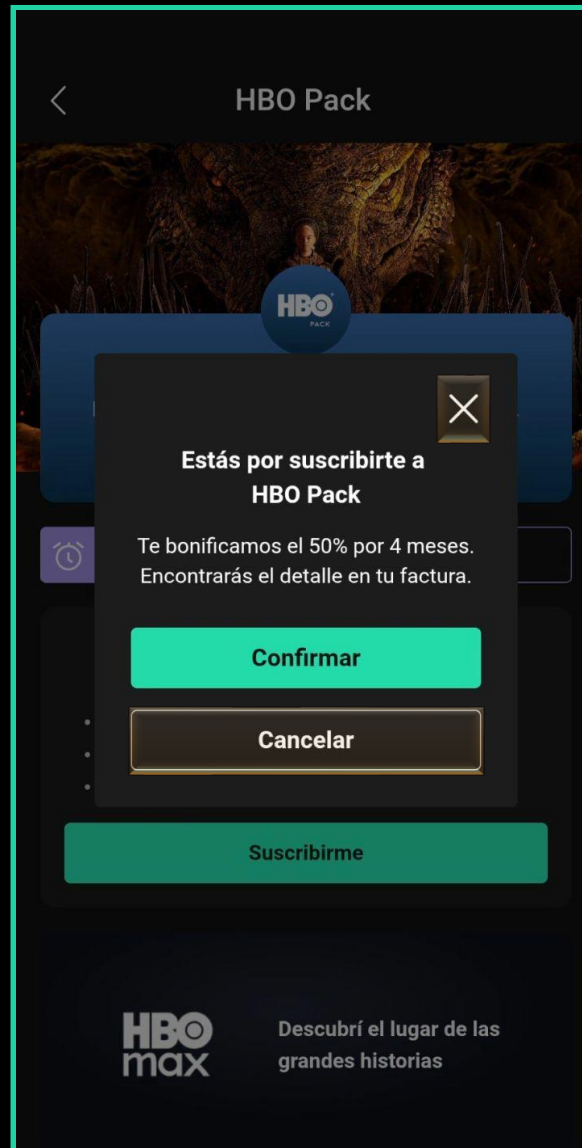 HBO Pack
HBO
PACK
Estás por suscribirte a
HBO Pack
Te bonificamos el 50% por 4 meses.
Encontrarás el detalle en tu factura.
Confirmar
Cancelar
Suscribirme
HBO
max
Descubrí el lugar de las
grandes historias